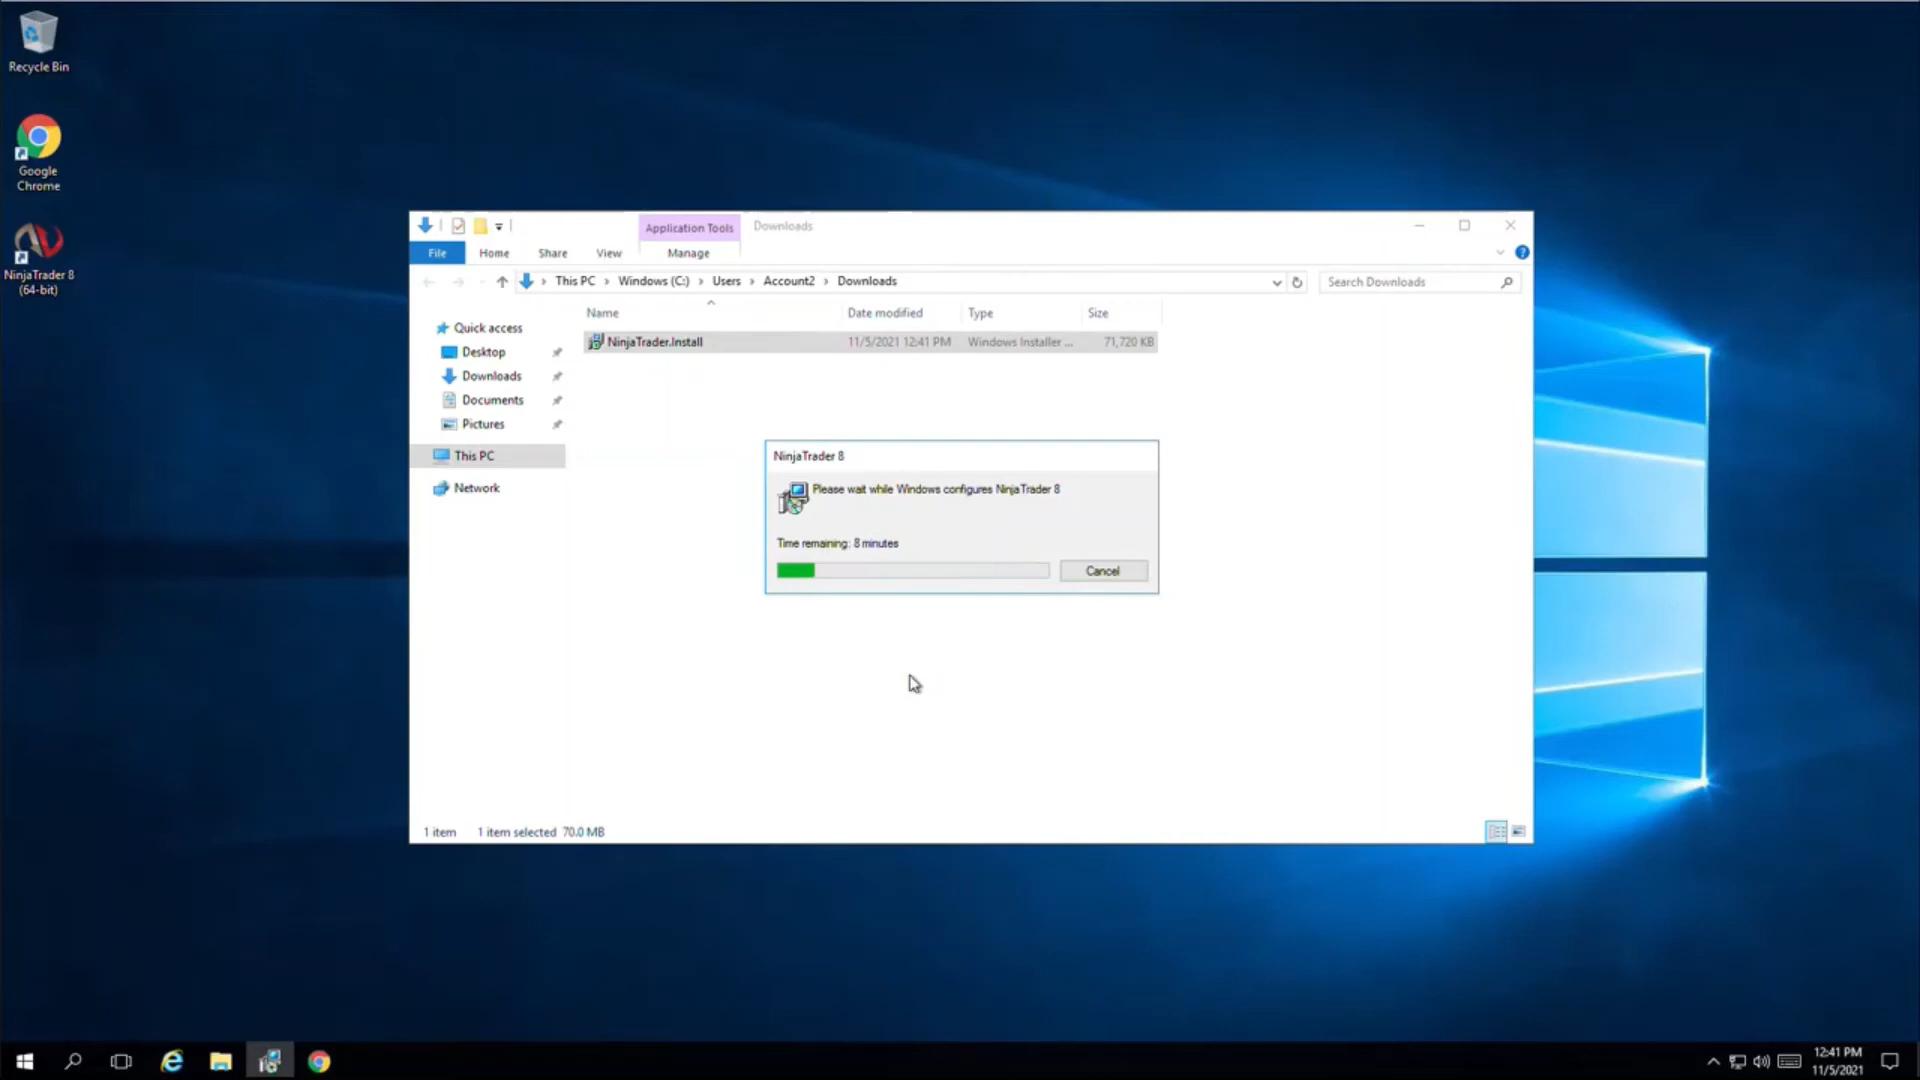 Recycle Bin
Google
Chrome
NinjaTrader 8
(64-bit)
Application Tools
Downloads
File
Home
Share
View
Manage
This PC
Windows (C:)
Users
Account2
Downloads
Search Downloads
Name
Date modified
Type
Size
NinjaTrader.Install
11/5/2021 12:41 PM
Windows Installer ...
71,720 KB
Quick access
Desktop
Downloads
Documents
Pictures
This PC
Network
NinjaTrader 8
Please wait while Windows configures NinjaTrader 8
Time remaining: 8 minutes
Cancel
1 item
1 item selected 70.0 MB
12:41 PM
11/5/2021